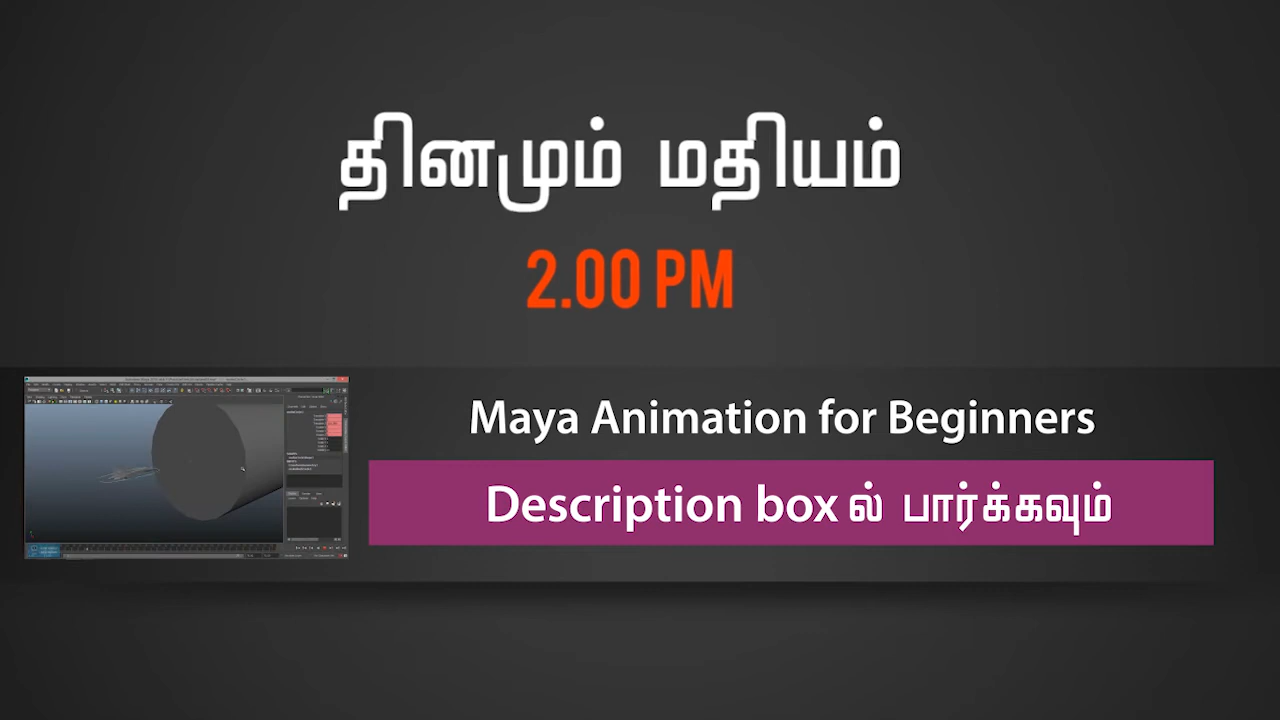 தினமும் மதியம்
2.00 PM
Maya Animation for Beginners
Description box ல் பார்க்கவும்